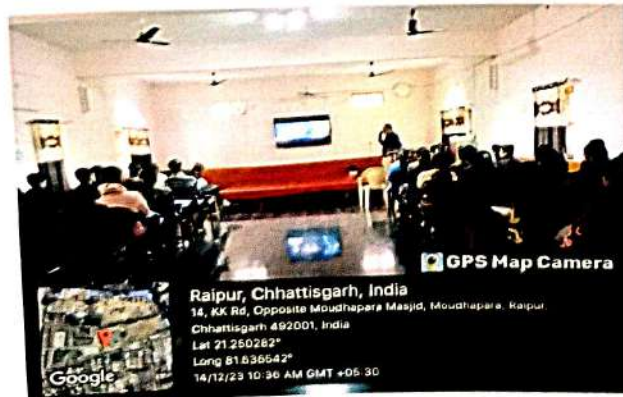 GPS Map Camera
Raipur, Chhattisgarh, India
14, KK Rd, Opposite Moudhapara Masjid, Moudhapara, Raipur,
Chhattisgarh 492001, India
Lat 21.250282°
Long 81.636542°
14/12/23 10:36 AM GMT +05:30
Google